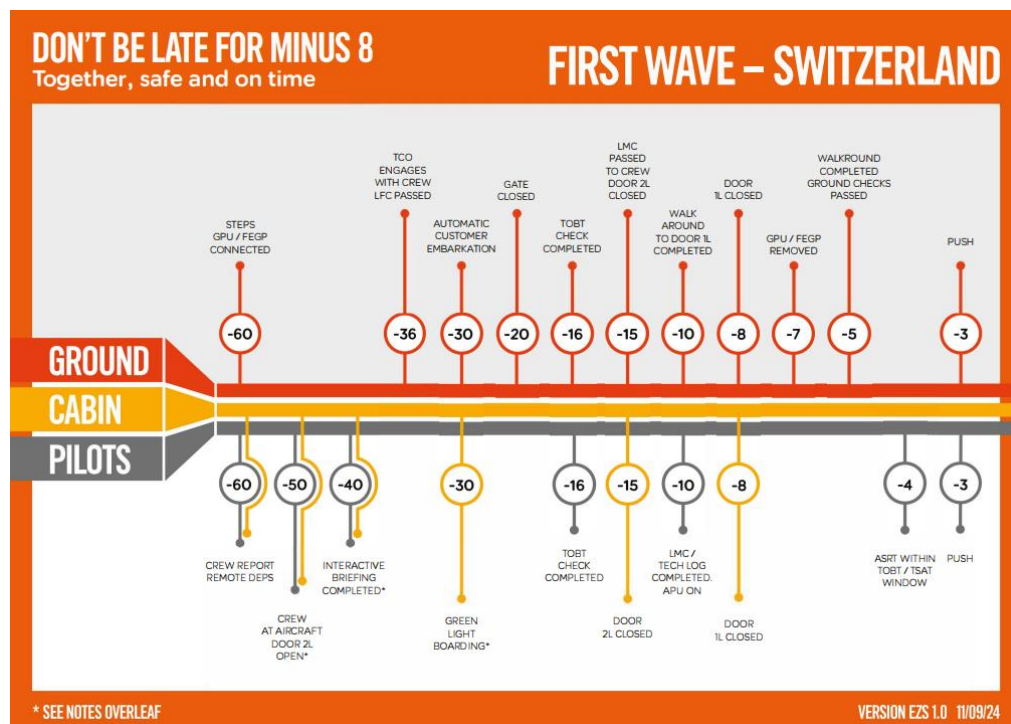 DON'T BE LATE FOR MINUS 8
Together, safe and on time
FIRST WAVE – SWITZERLAND
STEPS
GPU / FEGP
CONNECTED
TCO
ENGAGES
WITH CREW
LFC PASSED
AUTOMATIC
CUSTOMER
EMBARKATION
GATE
CLOSED
TOBT
CHECK
COMPLETED
LMC
PASSED
TO CREW
DOOR 2L
CLOSED
WALK
AROUND
TO DOOR 1L
COMPLETED
DOOR
1L CLOSED
GPU / FEGP
REMOVED
WALKROUND
COMPLETED
GROUND CHECKS
PASSED
PUSH
-60
-36
-30
-20
-16
-15
-10
-8
-7
-5
-3
GROUND
CABIN
PILOTS
-60
-50
-40
-30
-16
-15
-10
-8
-4
-3
CREW REPORT
REMOTE DEPS
CREW
AT AIRCRAFT
DOOR 2L
OPEN*
INTERACTIVE
BRIEFING
COMPLETED*
GREEN
LIGHT
BOARDING*
TOBT
CHECK
COMPLETED
DOOR
2L CLOSED
LMC /
TECH LOG
COMPLETED.
APU ON
DOOR
1L CLOSED
ASRT WITHIN
TOBT / TSAT
WINDOW
PUSH
* SEE NOTES OVERLEAF
VERSION EZS 1.0 11/09/24